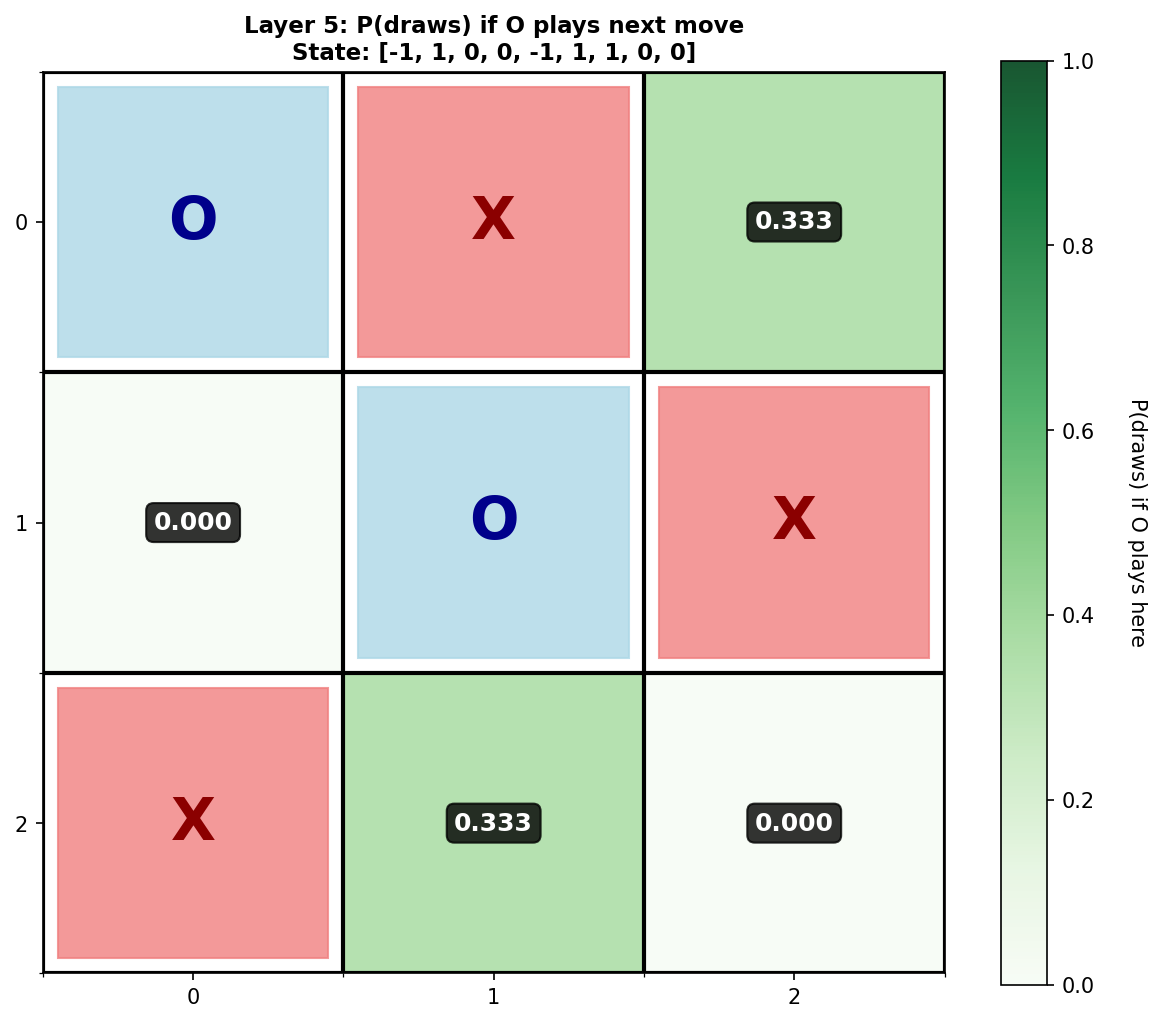 Layer 5: P(draws) if O plays next move
State: [-1, 1, 0, 0, -1, 1, 1, 0, 0]
O
X
0.333
0.000
O
X
X
0.333
0.000
0
1
2
0
1
2
1.0
0.8
0.6
0.4
0.2
0.0
P(draws) if O plays here